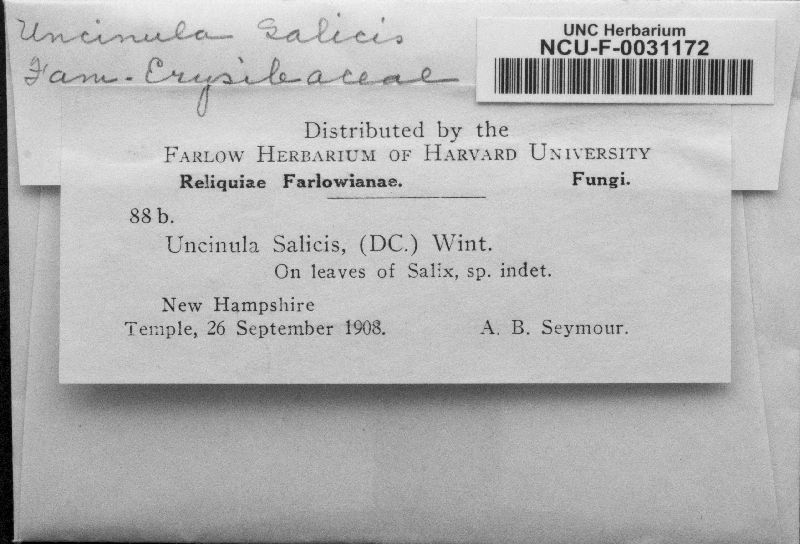 Uncinula Salicis
Fam. Erysibaceae
UNC Herbarium
NCU-F-0031172
Distributed by the
FARLOW HERBARIUM OF HARVARD UNIVERSITY
Reliquiae Farlowianae. Fungi.
88 b.
Uncinula Salicis, (DC.) Wint.
On leaves of Salix, sp. indet.
New Hampshire
Temple, 26 September 1908. A. B. Seymour.